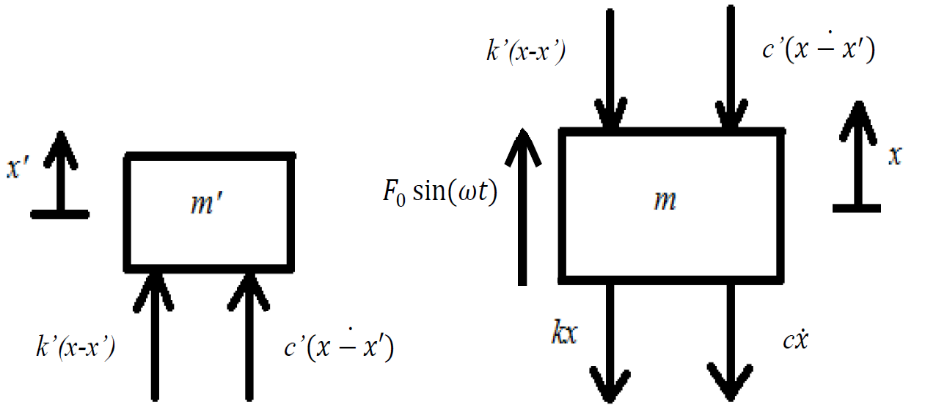 x′
m′
k’(x-x’)
c’(x ∸ x′)
k’(x-x’)
c’(x ∸ x′)
F₀ sin(ωt)
m
x
kx
cẋ